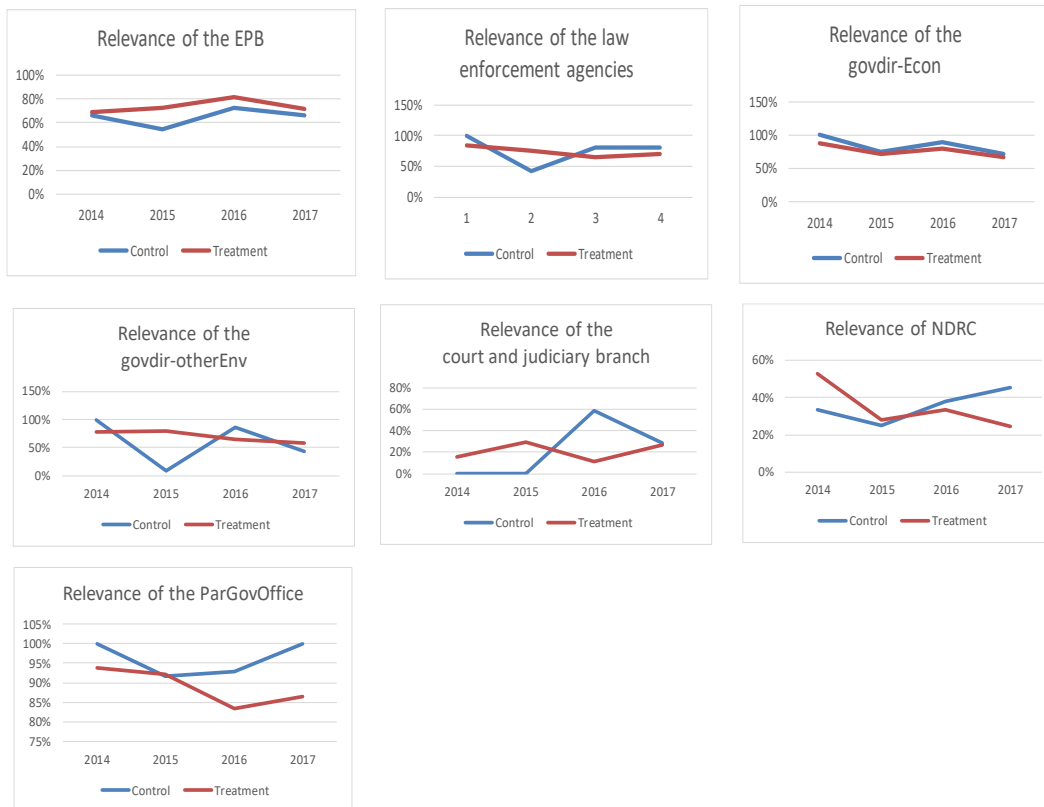 Relevance of the EPB
100%
80%
60%
40%
20%
0%
2014 2015 2016 2017
Control Treatment
Relevance of the law
enforcement agencies
150%
100%
50%
0%
1 2 3 4
Control Treatment
Relevance of the
govdir-Econ
150%
100%
50%
0%
2014 2015 2016 2017
Control Treatment
Relevance of the
govdir-otherEnv
150%
100%
50%
0%
2014 2015 2016 2017
Control Treatment
Relevance of the
court and judiciary branch
80%
60%
40%
20%
0%
2014 2015 2016 2017
Control Treatment
Relevance of NDRC
60%
40%
20%
0%
2014 2015 2016 2017
Control Treatment
Relevance of the ParGovOffice
105%
100%
95%
90%
85%
80%
75%
2014 2015 2016 2017
Control Treatment